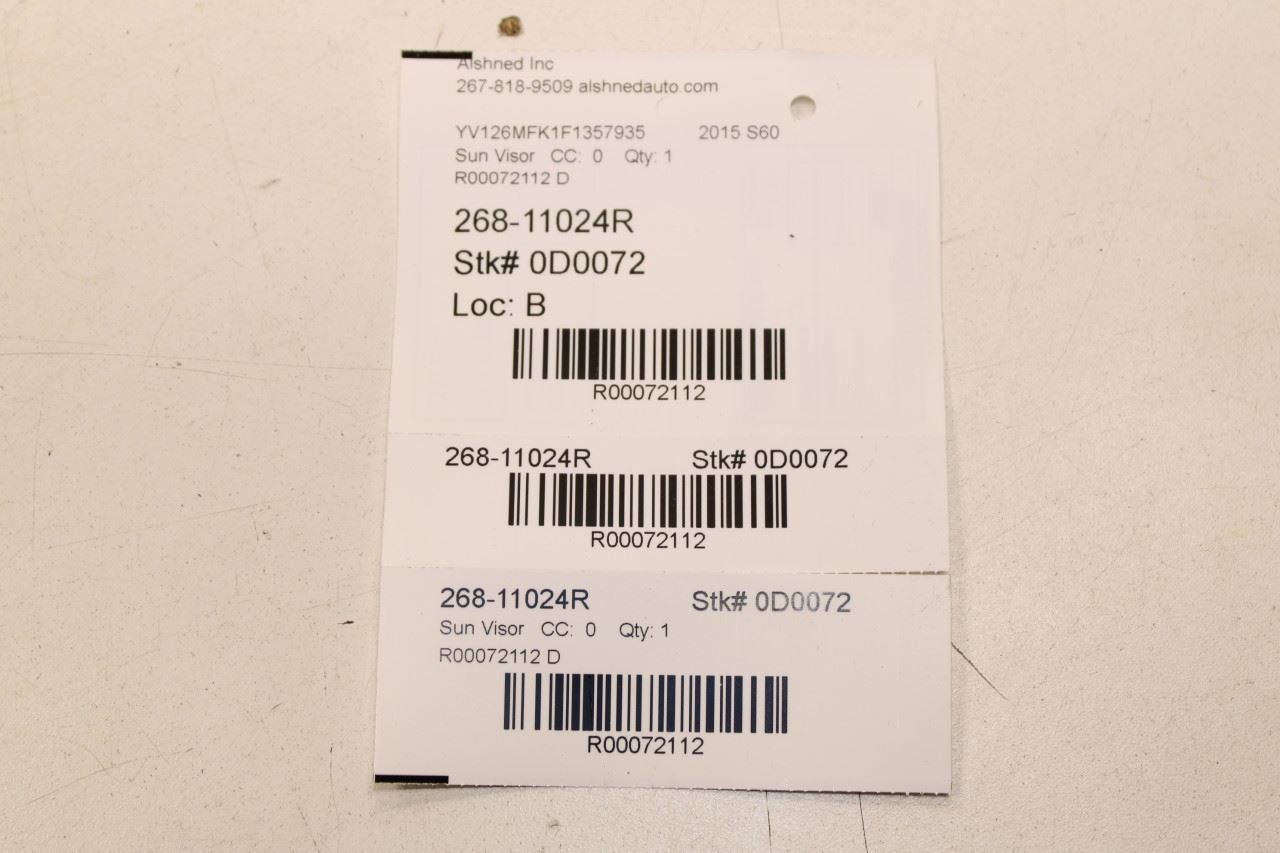 Alshned Inc
267-818-9509 alshnedauto.com
YV126MFK1F1357935 2015 S60
Sun Visor CC: 0 Qty: 1
R00072112 D
268-11024R
Stk# 0D0072
Loc: B
R00072112
268-11024R Stk# 0D0072
R00072112
268-11024R Stk# 0D0072
Sun Visor CC: 0 Qty: 1
R00072112 D
R00072112